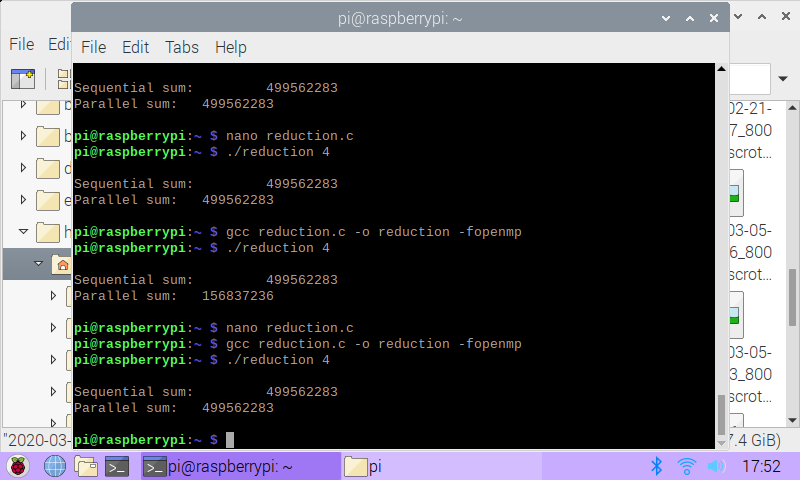 pi@raspberrypi: ~
File Edit Tabs Help
File
Sequential sum: 499562283
Parallel sum: 499562283
pi@raspberrypi:~ $ nano reduction.c
pi@raspberrypi:~ $ ./reduction 4
Sequential sum: 499562283
Parallel sum: 499562283
pi@raspberrypi:~ $ gcc reduction.c -o reduction -fopenmp
pi@raspberrypi:~ $ ./reduction 4
Sequential sum: 499562283
Parallel sum: 156837236
pi@raspberrypi:~ $ nano reduction.c
pi@raspberrypi:~ $ gcc reduction.c -o reduction -fopenmp
pi@raspberrypi:~ $ ./reduction 4
Sequential sum: 499562283
Parallel sum: 499562283
pi@raspberrypi:~ $
02-21-
7_800
scrot...
03-05-
6_800
scrot...
03-05-
3_800
scrot...
"2020-03-
7.4 GiB)
pi@raspberrypi: ~
pi
17:52